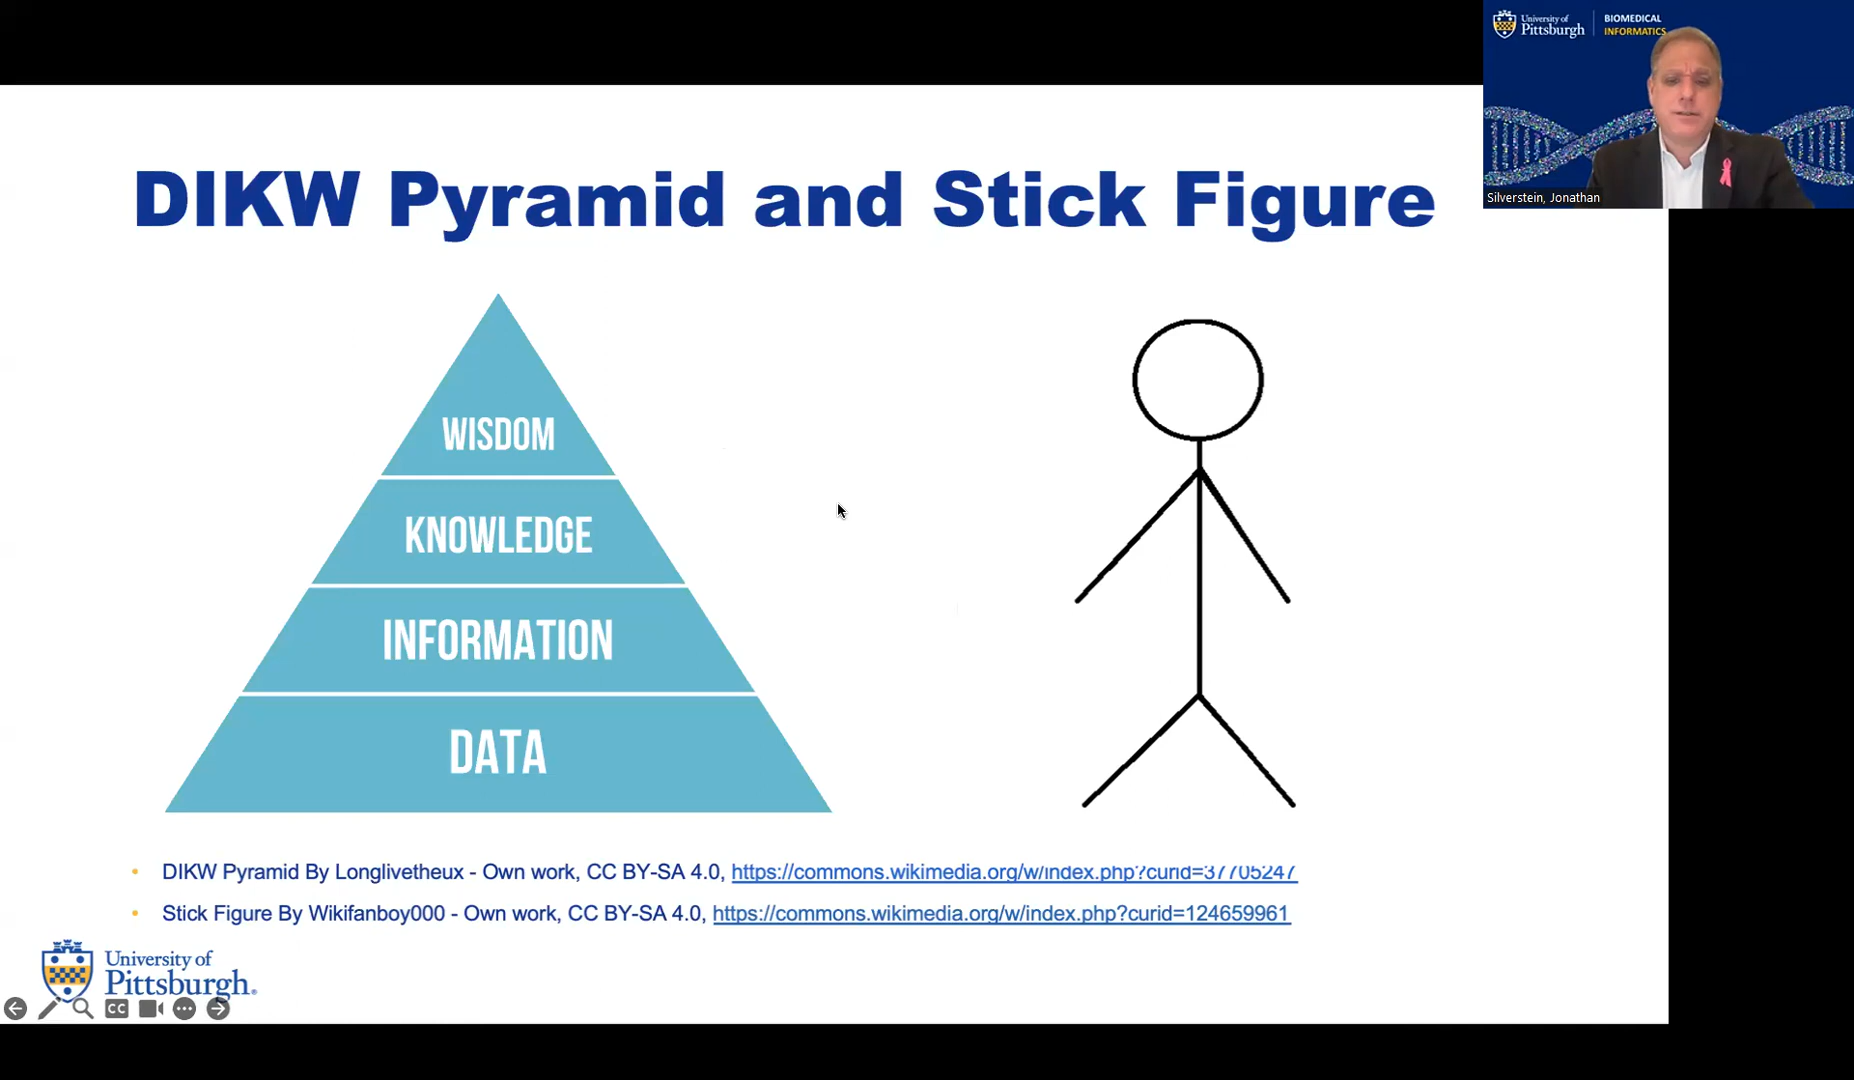 University of
Pittsburgh
BIOMEDICAL
INFORMATICS
Silverstein, Jonathan
DIKW Pyramid and Stick Figure
WISDOM
KNOWLEDGE
INFORMATION
DATA
• DIKW Pyramid By Longlivetheux - Own work, CC BY-SA 4.0, https://commons.wikimedia.org/w/index.php?curid=37705247
• Stick Figure By Wikifanboy000 - Own work, CC BY-SA 4.0, https://commons.wikimedia.org/w/index.php?curid=124659961
University of
Pittsburgh®
CC